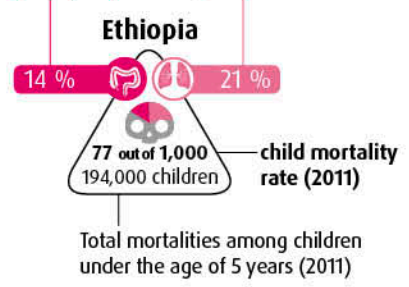 Ethiopia
14 %
21 %
77 out of 1,000
194,000 children
child mortality
rate (2011)
Total mortalities among children
under the age of 5 years (2011)